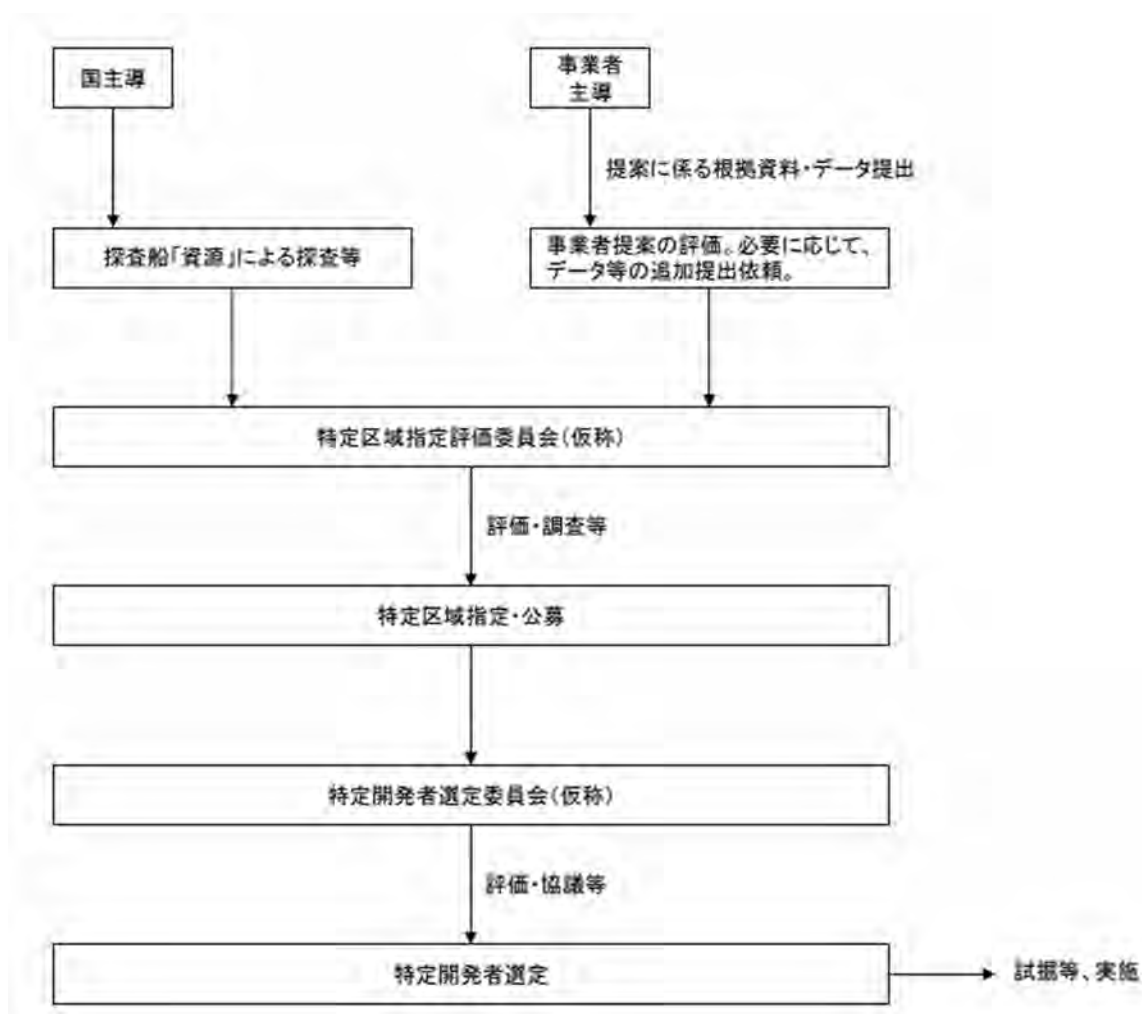 国主導
事業者
主導
提案に係る根拠資料・データ提出
探査船「資源」による探査等
事業者提案の評価。必要に応じて、
データ等の追加提出依頼。
特定区域指定評価委員会(仮称)
評価・調査等
特定区域指定・公募
特定開発者選定委員会(仮称)
評価・協議等
特定開発者選定
試掘等、実施